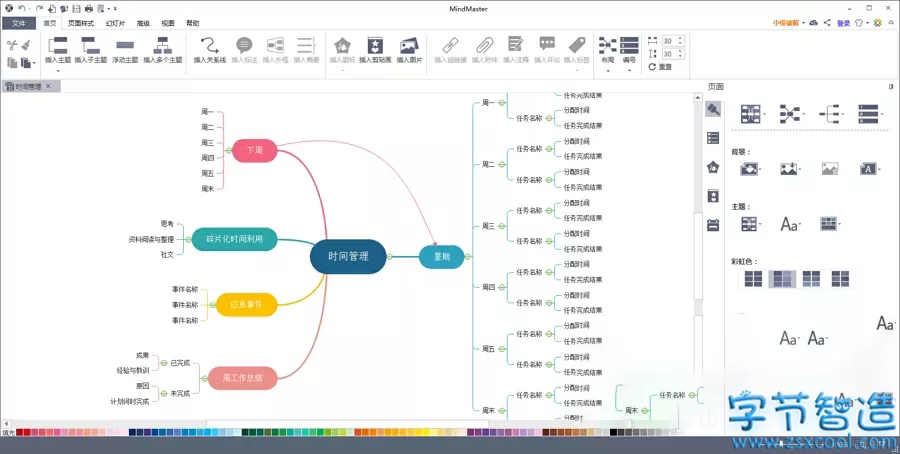 MindMaster
文件 首页 页面样式 幻灯片 高级 视图 帮助
小俊破解 登录
插入主题 插入子主题 浮动主题 插入多个主题 插入关系线 插入标注 插入外框 插入概要 插入图标 插入剪贴画 插入图片 插入超链接 插入附件 插入注释 插入评论 插入标签 布局 编号
30
30
重置
时间管理
页面
周一
周二
周三
周四
周五
周末
下周
思考
资料阅读与整理
社交
碎片化时间利用
事件名称
事件名称
事件名称
应急事件
成果
经验与教训
已完成
原因
计划何时完成
未完成
周工作总结
时间管理
星期
任务完成结果
周一 任务名称 分配时间
任务完成结果
任务名称 分配时间
任务完成结果
周二
任务名称 分配时间
任务完成结果
任务名称 分配时间
任务完成结果
周三
任务名称 分配时间
任务完成结果
任务名称 分配时间
任务完成结果
周四
任务名称 分配时间
任务完成结果
任务名称 分配时间
任务完成结果
周五
任务名称 分配时间
任务完成结果
任务名称 分配时间
任务完成结果
周末
分配时间
周末 任务名称
背景：
主题：
Aa
彩虹色：
Aa Aa Aa
填充
字节智造
www.zsxcool.com